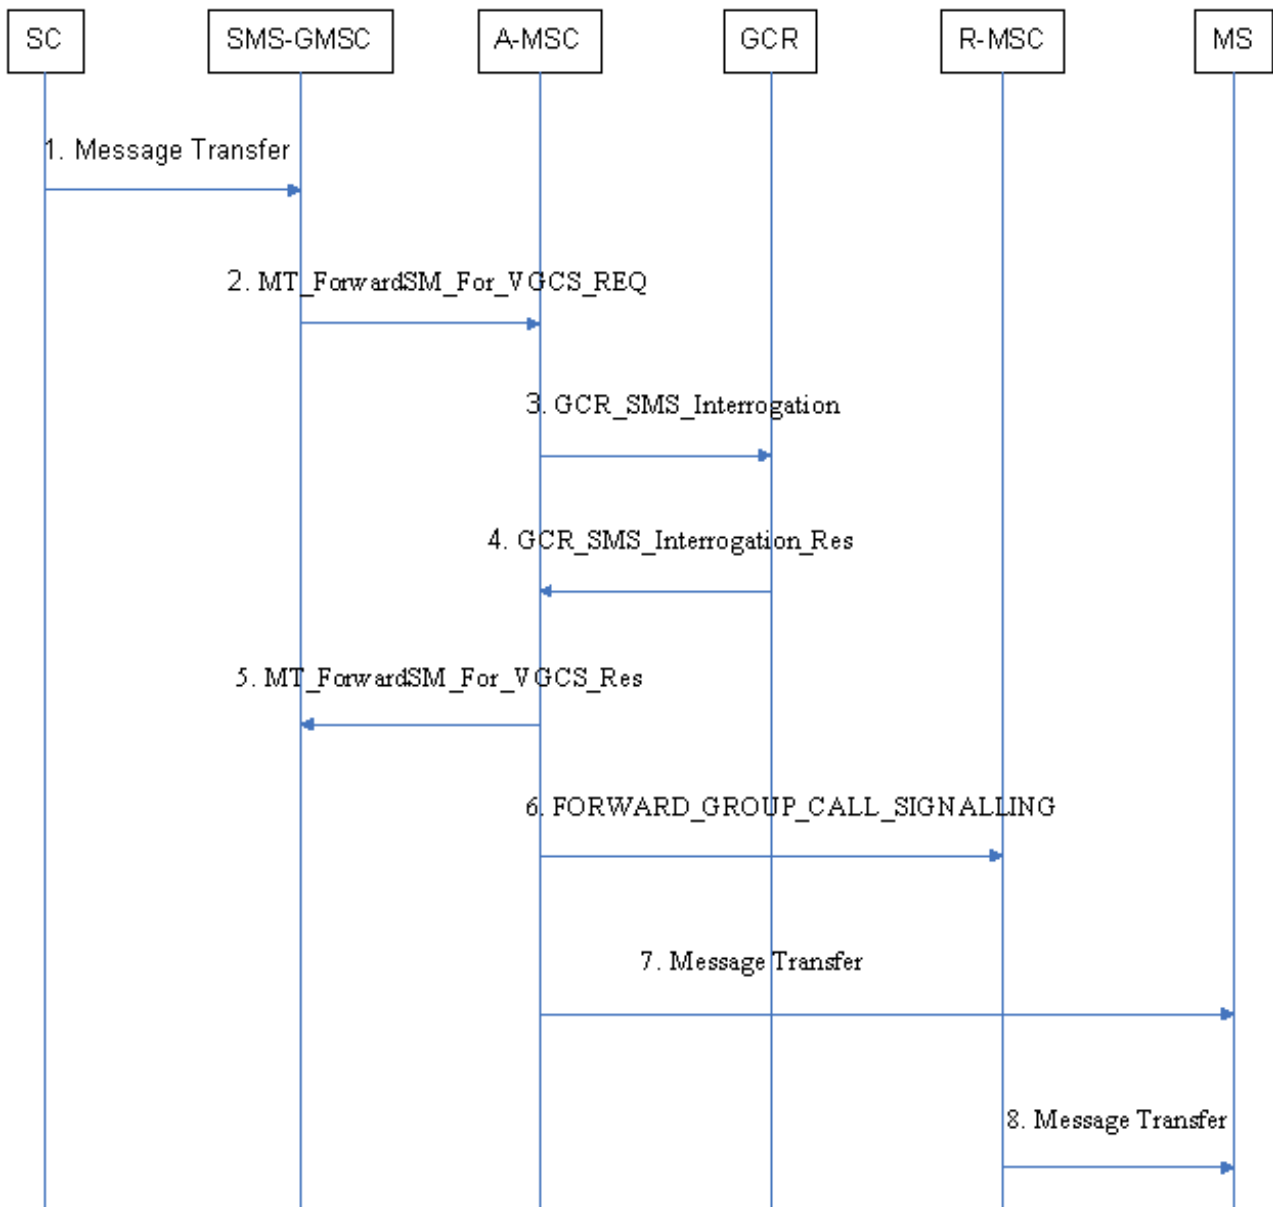 SC
SMS-GMSC
A-MSC
GCR
R-MSC
MS
1. Message Transfer
2. MT_ForwardSM_For_VGCS_REQ
3. GCR_SMS_Interrogation
4. GCR_SMS_Interrogation_Res
5. MT_ForwardSM_For_VGCS_Res
6. FORWARD_GROUP_CALL_SIGNALLING
7. Message Transfer
8. Message Transfer